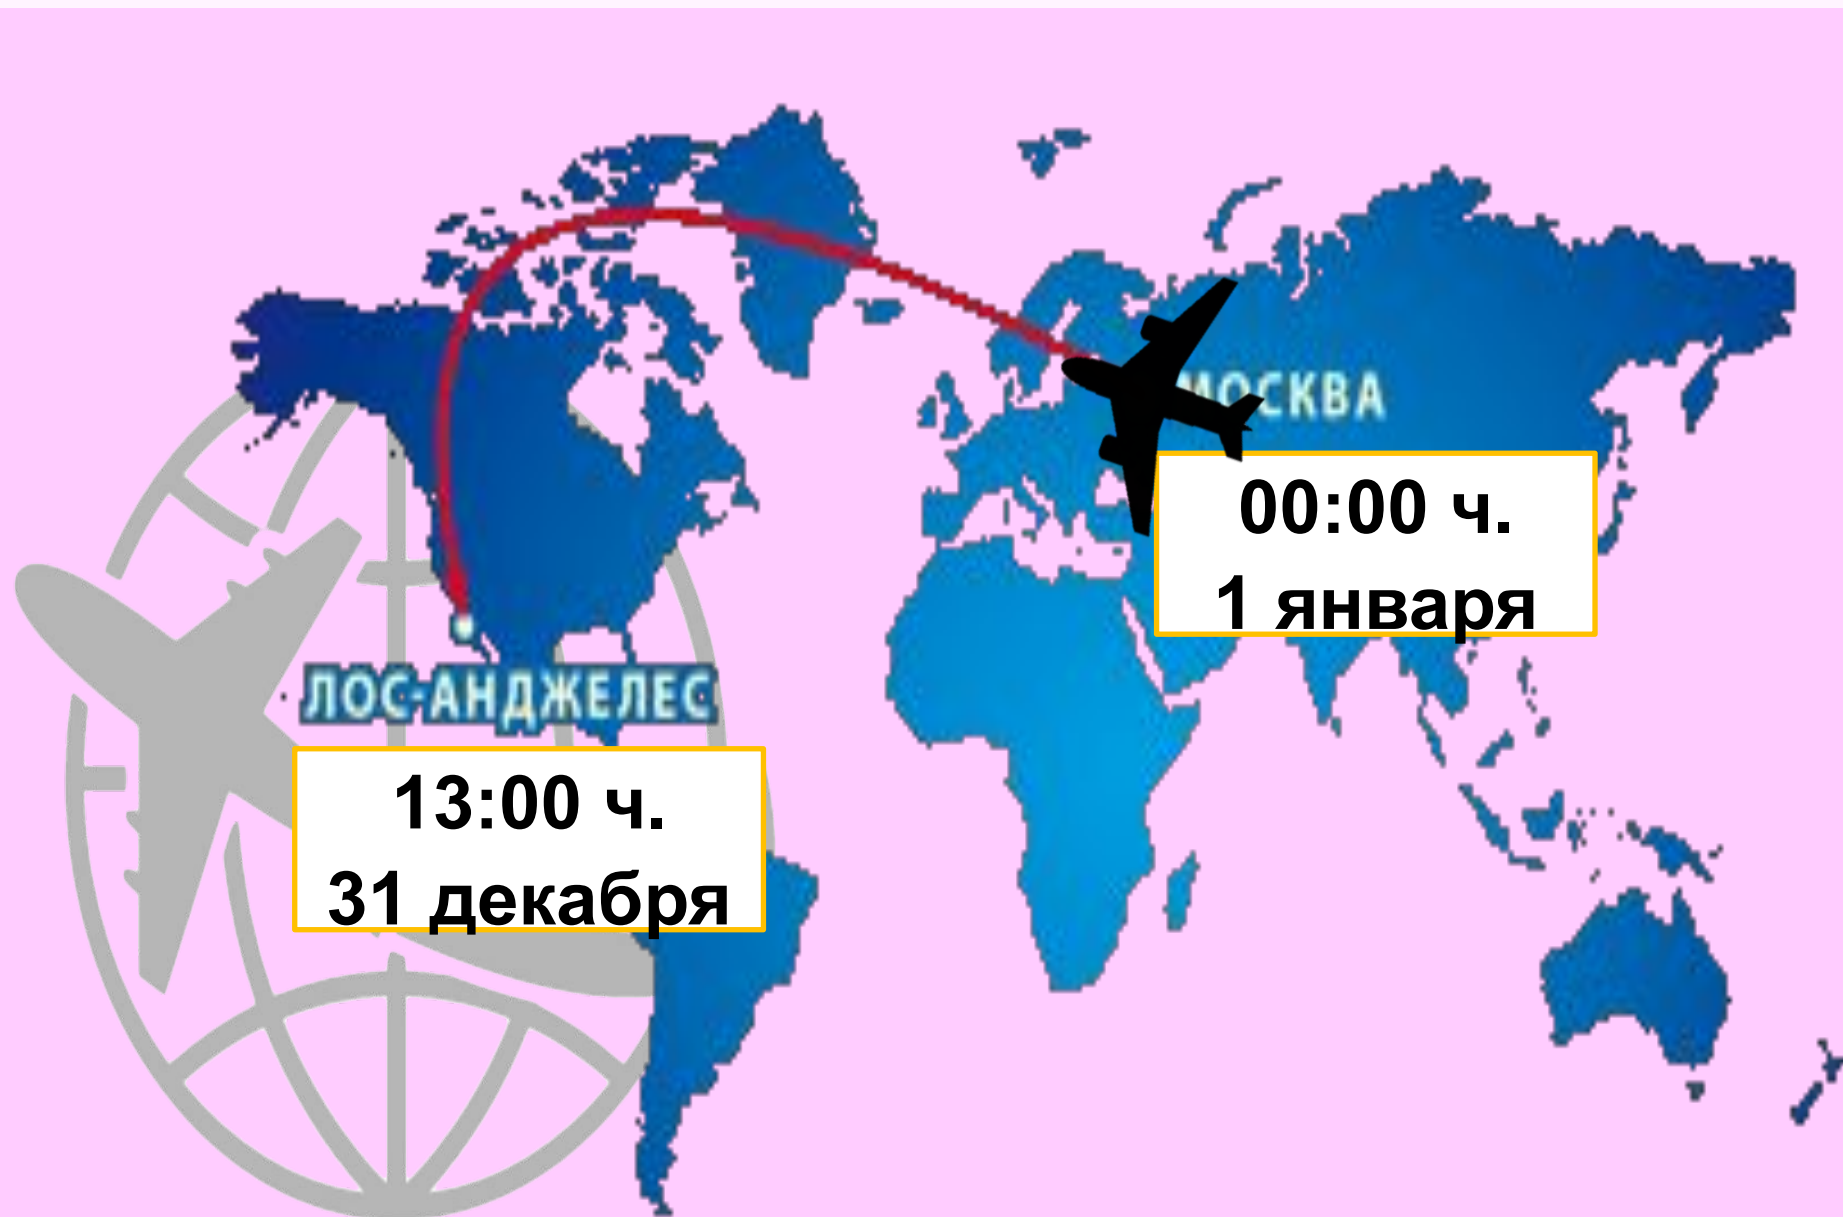 МОСКВА
00:00 ч.
1 января
ЛОС-АНДЖЕЛЕС
13:00 ч.
31 декабря